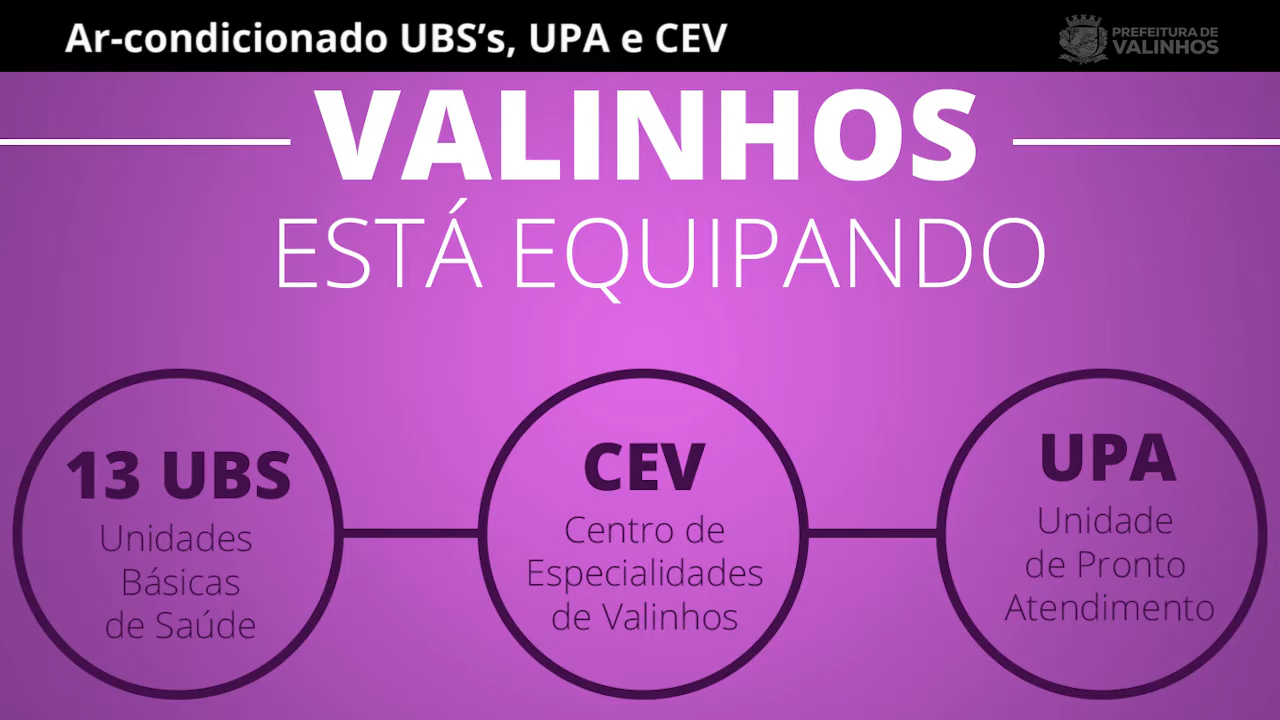 Ar-condicionado UBS’s, UPA e CEV
PREFEITURA DE
VALINHOS
VALINHOS
ESTÁ EQUIPANDO
13 UBS
Unidades
Básicas
de Saúde
CEV
Centro de
Especialidades
de Valinhos
UPA
Unidade
de Pronto
Atendimento